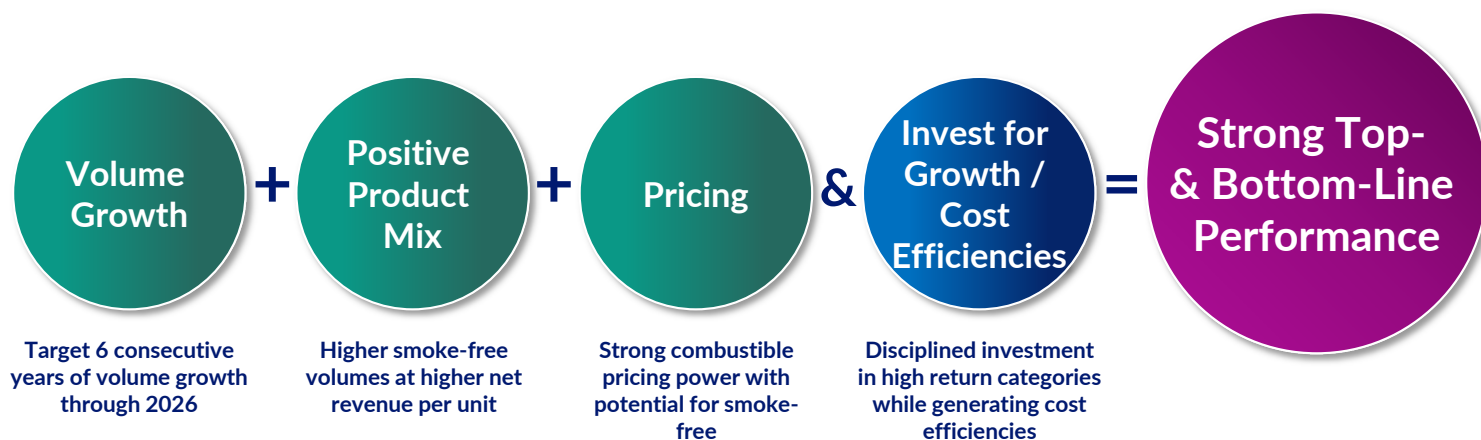 Volume
Growth
+
Positive
Product
Mix
+
Pricing
&
Invest for
Growth /
Cost
Efficiencies
=
Strong Top-
& Bottom-Line
Performance
Target 6 consecutive
years of volume growth
through 2026
Higher smoke-free
volumes at higher net
revenue per unit
Strong combustible
pricing power with
potential for smoke-
free
Disciplined investment
in high return categories
while generating cost
efficiencies